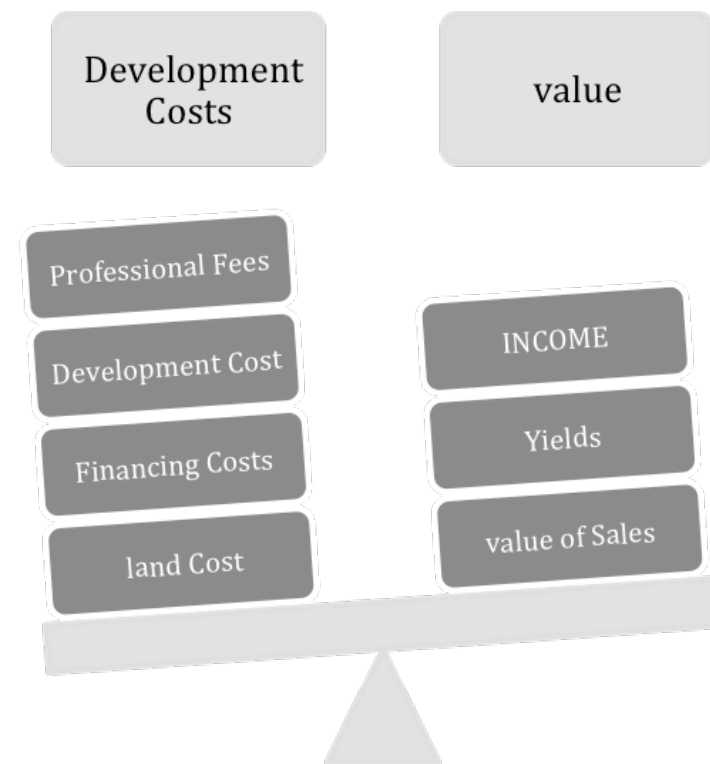 Development
Costs
value
Professional Fees
Development Cost
Financing Costs
land Cost
INCOME
Yields
value of Sales